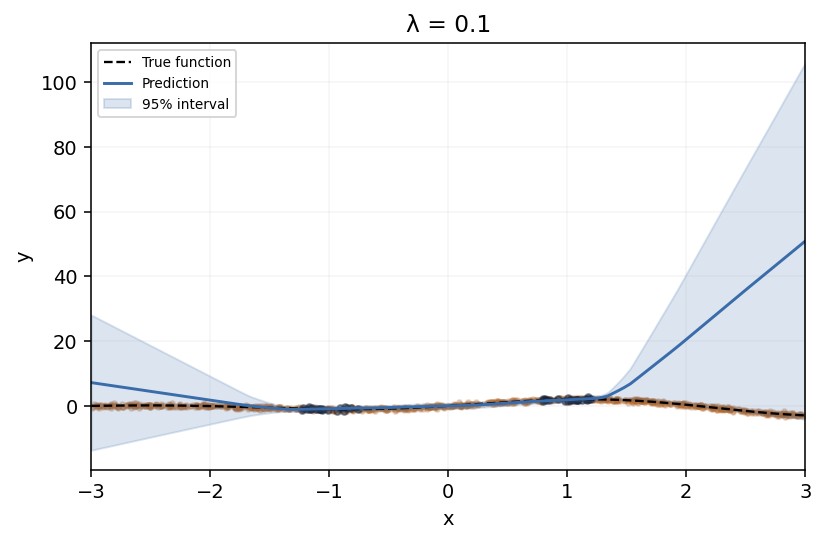 λ = 0.1
True function
Prediction
95% interval
100
80
60
40
20
0
y
−3 −2 −1 0 1 2 3
x